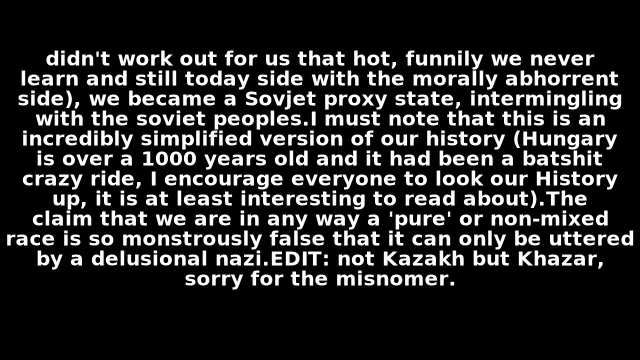 didn't work out for us that hot, funnily we never
learn and still today side with the morally abhorrent
side), we became a Sovjet proxy state, intermingling
with the soviet peoples.I must note that this is an
incredibly simplified version of our history (Hungary
is over a 1000 years old and it had been a batshit
crazy ride, I encourage everyone to look our History
up, it is at least interesting to read about).The
claim that we are in any way a 'pure' or non-mixed
race is so monstrously false that it can only be uttered
by a delusional nazi.EDIT: not Kazakh but Khazar,
sorry for the misnomer.